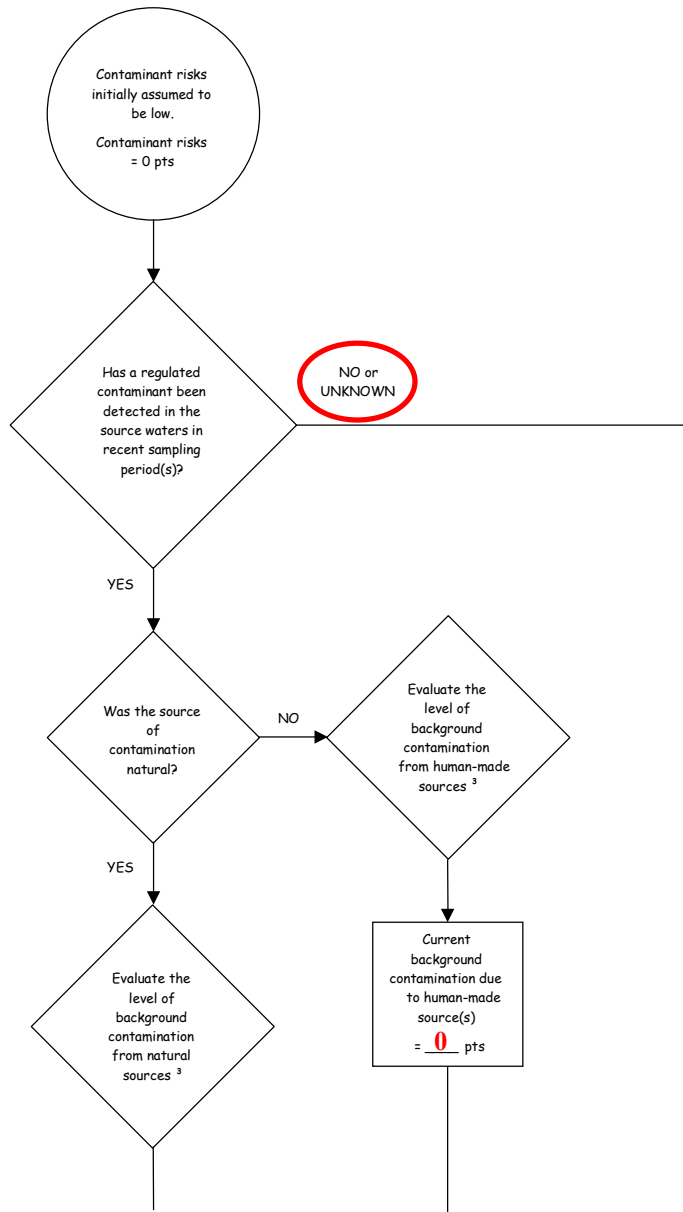 Contaminant risks
initially assumed to
be low.
Contaminant risks
= 0 pts
Has a regulated
contaminant been
detected in the
source waters in
recent sampling
period(s)?
NO or
UNKNOWN
YES
Was the source
of
contamination
natural?
NO
Evaluate the
level of
background
contamination
from human-made
sources ³
YES
Evaluate the
level of
background
contamination
from natural
sources ³
Current
background
contamination due
to human-made
source(s)
= 0 pts